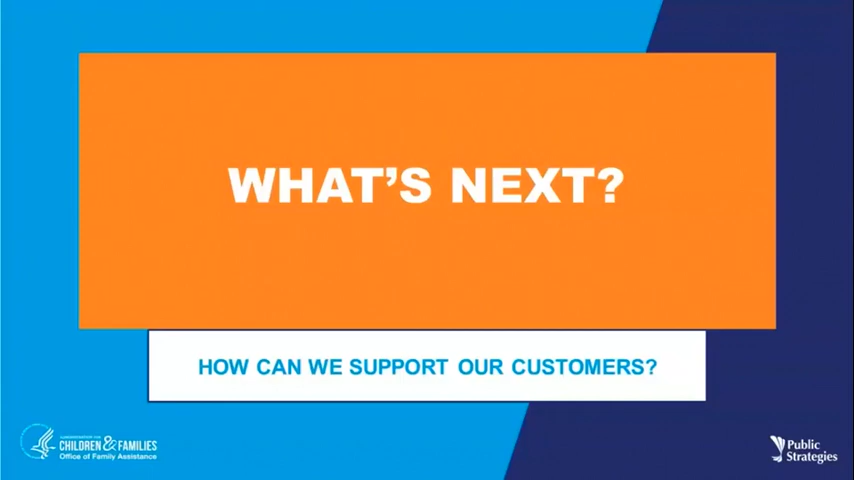 WHAT'S NEXT?
HOW CAN WE SUPPORT OUR CUSTOMERS?
CHILDREN & FAMILIES
Office of Family Assistance
Public
Strategies